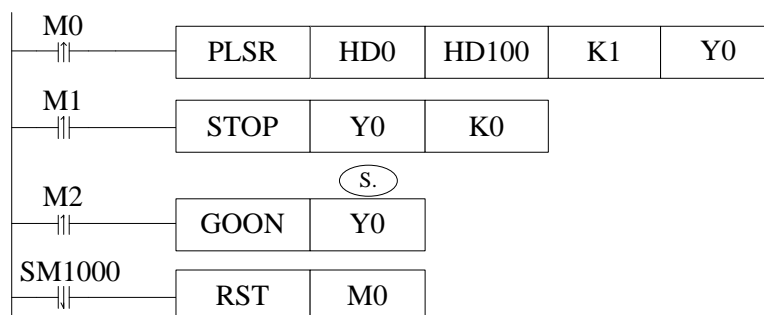 M0
PLSR HD0 HD100 K1 Y0
M1
STOP Y0 K0
S.
M2
GOON Y0
SM1000
RST M0